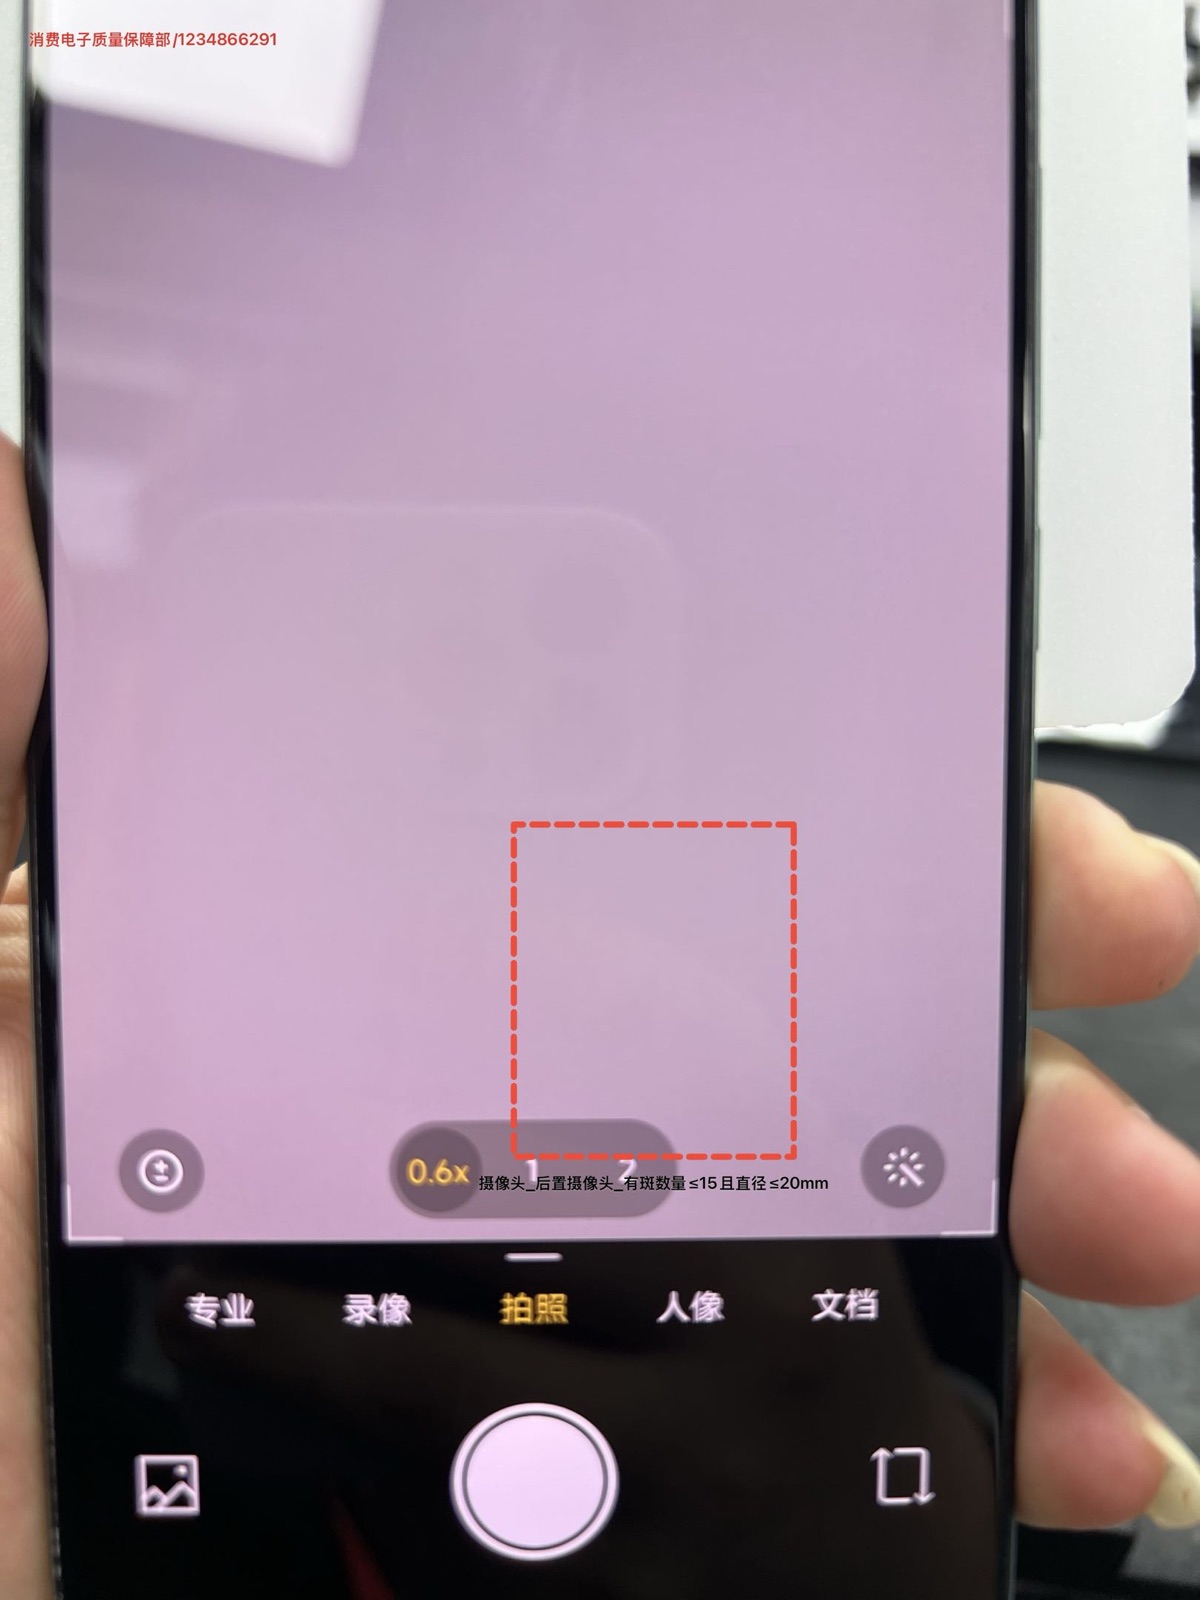 消费电子质量保障部/1234866291
0.6x 1 2
摄像头_后置摄像头_有斑数量≤15且直径≤20mm
专业 录像 拍照 人像 文档